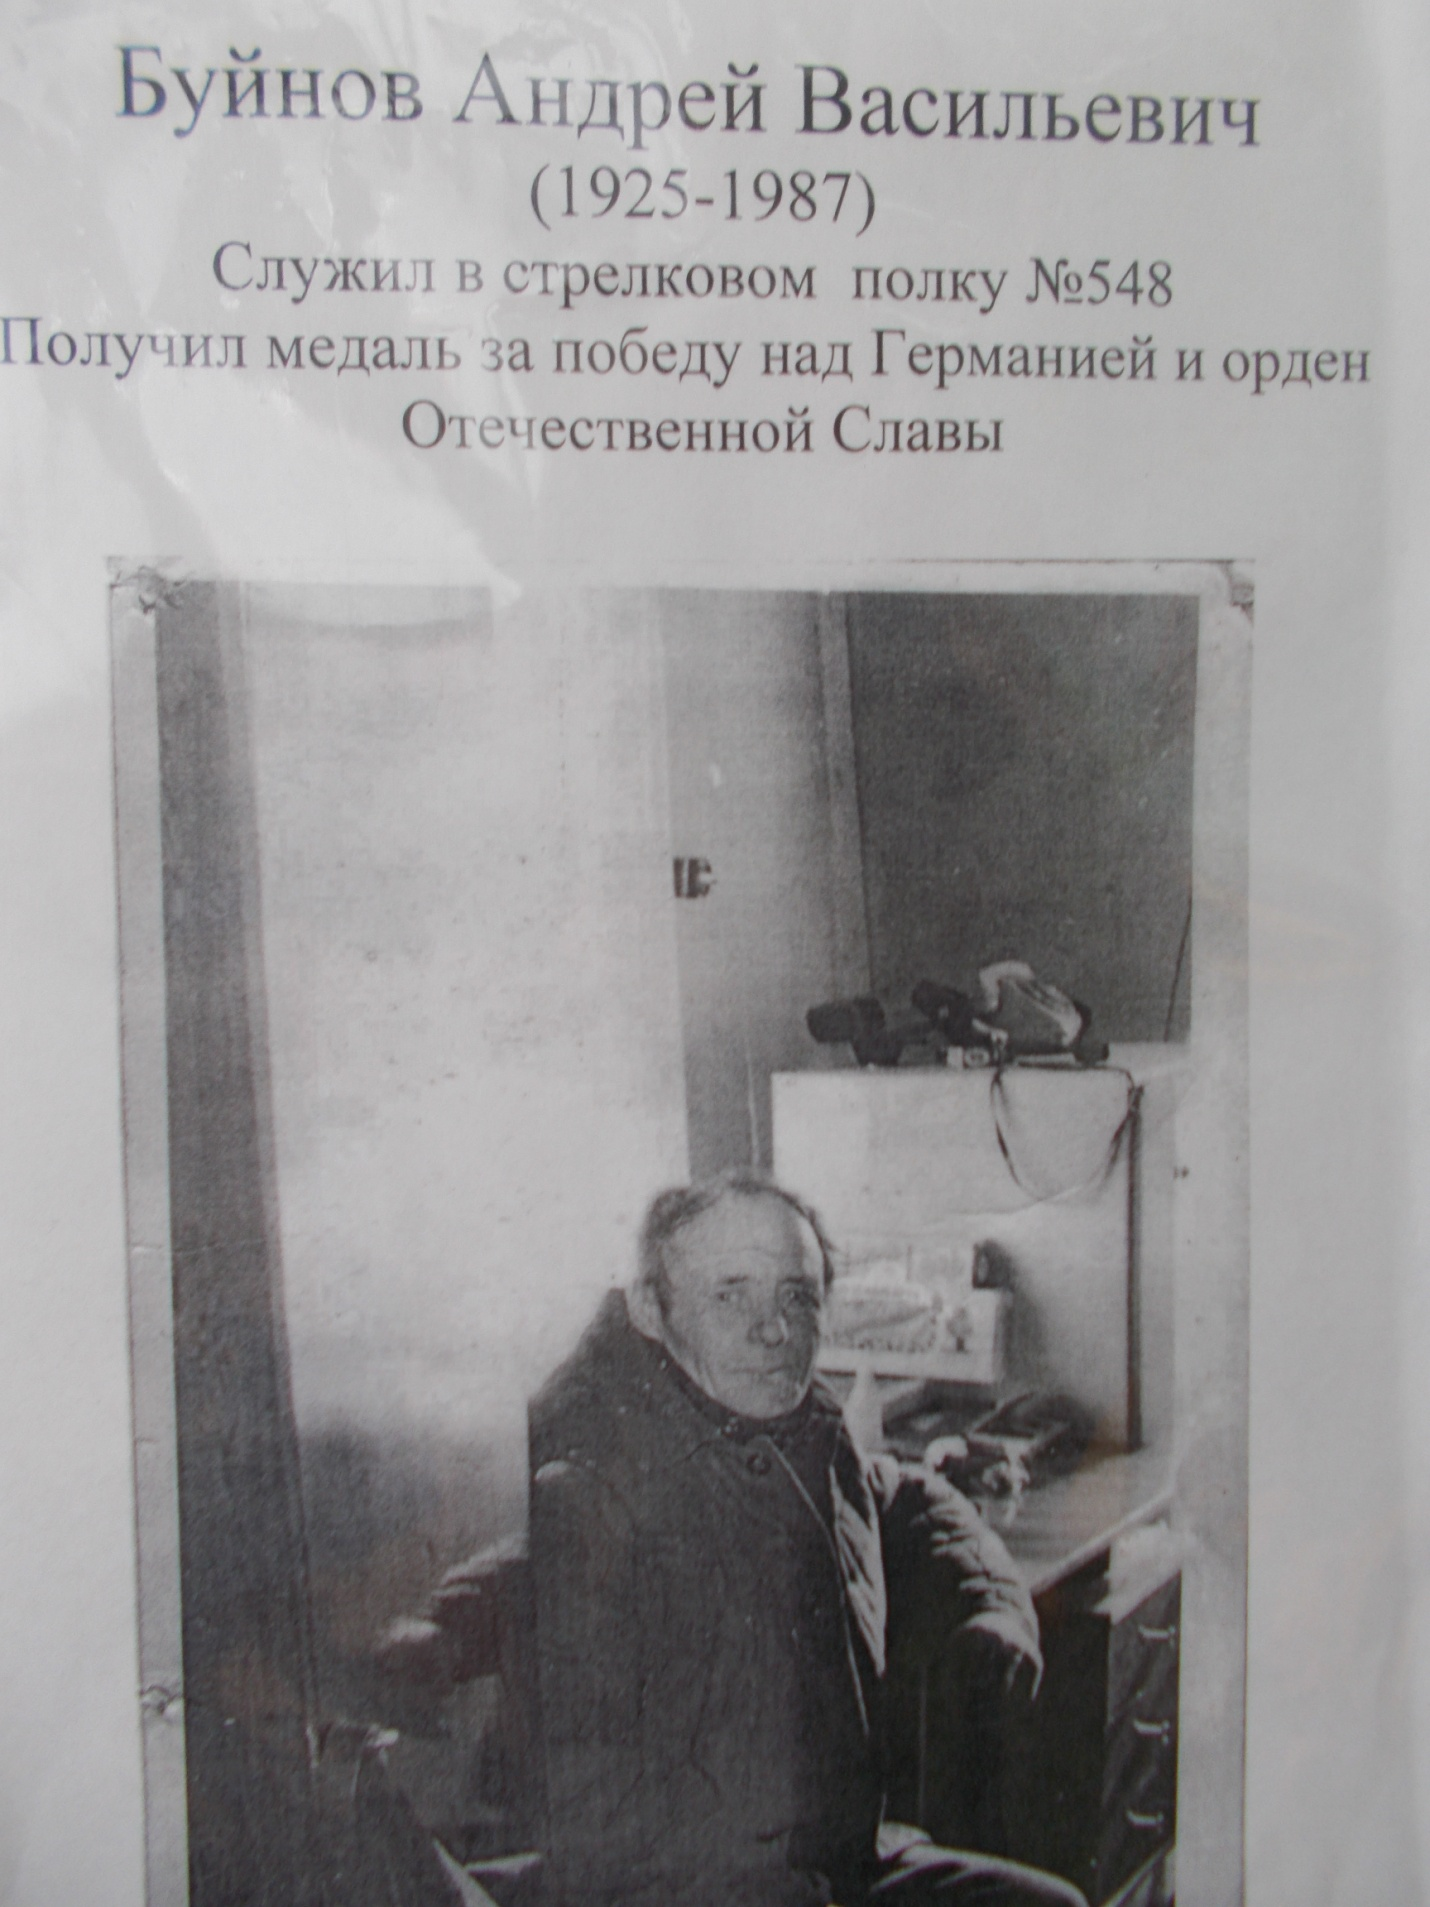 Буйнов Андрей Васильевич
(1925-1987)
Служил в стрелковом полку №548
Получил медаль за победу над Германией и орден
Отечественной Славы